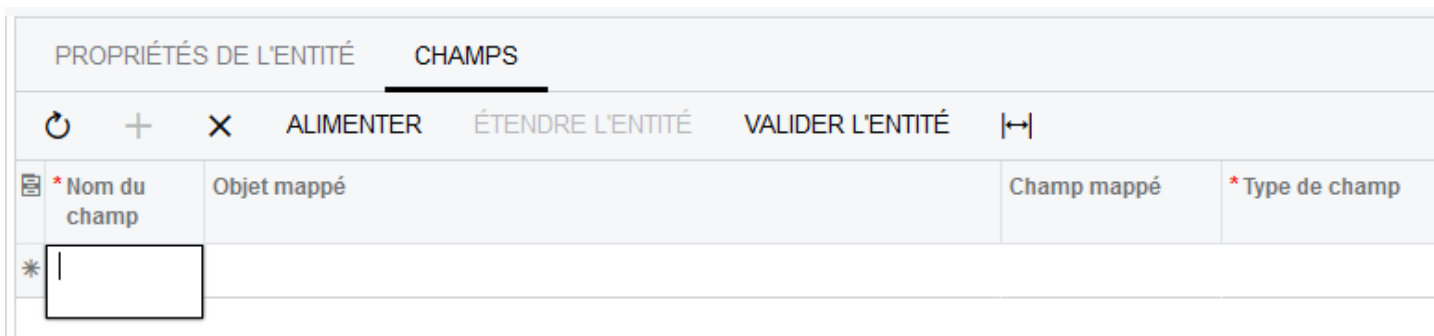 PROPRIÉTÉS DE L'ENTITÉ CHAMPS
ALIMENTER ÉTENDRE L'ENTITÉ VALIDER L'ENTITÉ
* Nom du champ Objet mappé Champ mappé * Type de champ